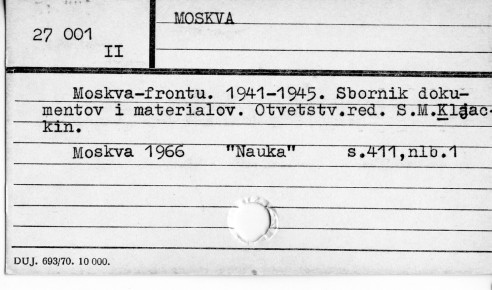 MOSKVA
27 001
II
Moskva-frontu. 1941-1945. Sbornik doku-
mentov i materialov. Otvetstv.red. S.M.Kljac-
kin.
Moskva 1966 "Nauka" s.411,nlb.1
DUJ. 693/70. 10 000.